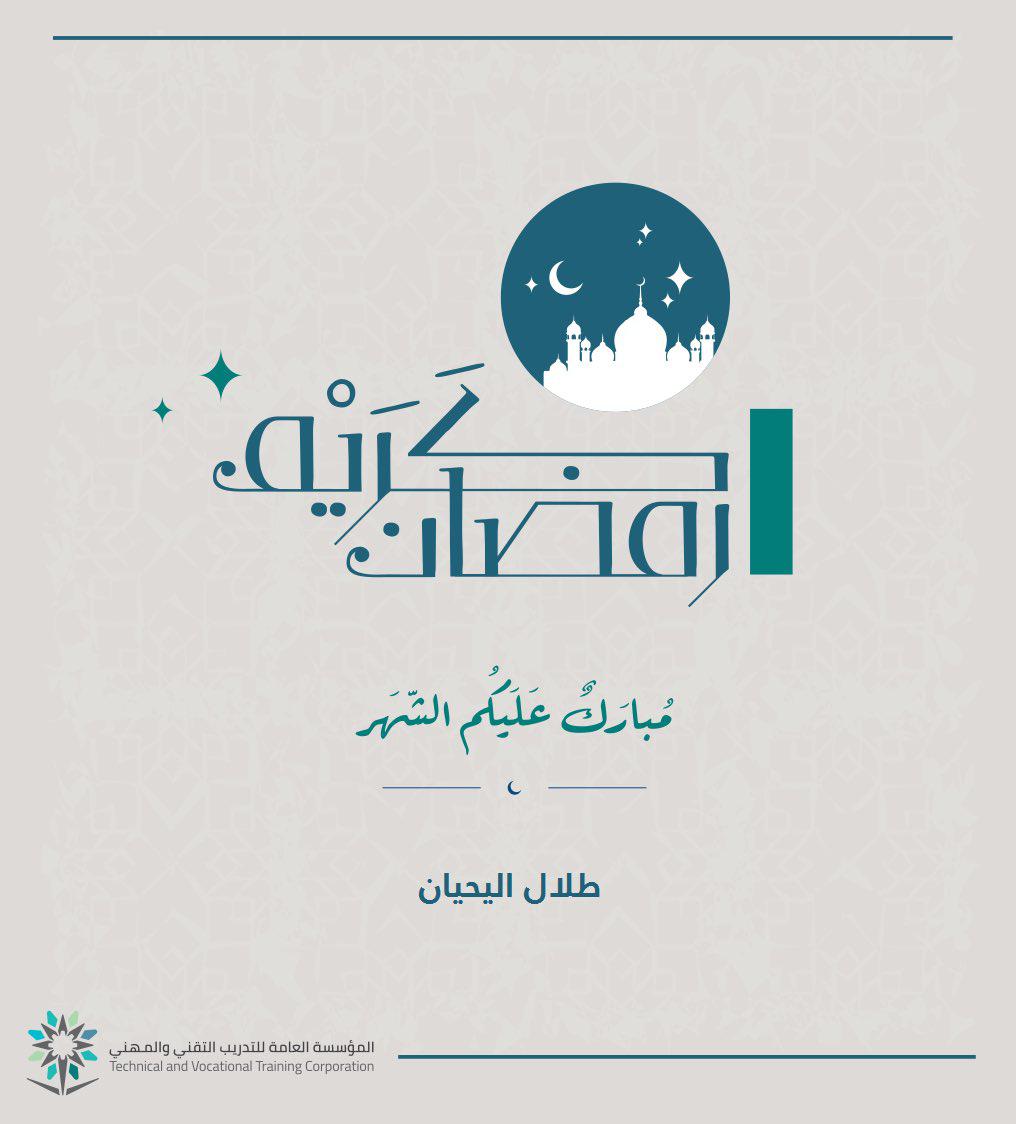 رمضان كريم
مُبارَكٌ عَلَيكُم الشّهَر
طلال اليحيان
المؤسسة العامة للتدريب التقني والمهني
Technical and Vocational Training Corporation